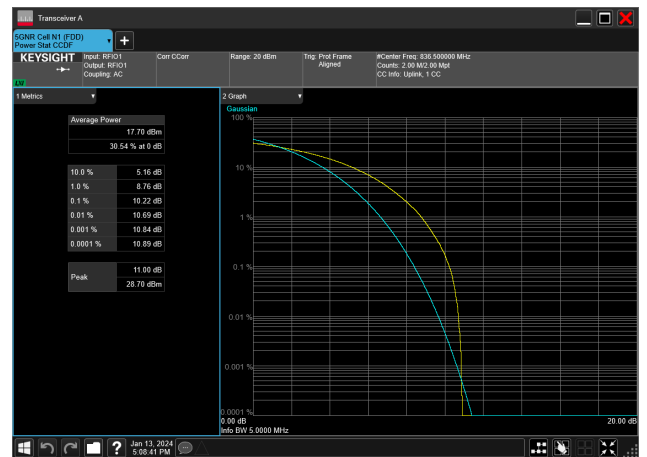 Transceiver A
5GNR Cell N1 (FDD)
Power Stat CCDF
KEYSIGHT
Input: RFIO1
Output: RFIO1
Coupling: AC
Corr CCorr
Range: 20 dBm
Trig: Prot Frame
Aligned
#Center Freq: 836.500000 MHz
Counts: 2.00 M/2.00 Mpt
CC Info: Uplink, 1 CC
1 Metrics
Average Power
17.70 dBm
30.54 % at 0 dB
10.0 % 5.16 dB
1.0 % 8.76 dB
0.1 % 10.22 dB
0.01 % 10.69 dB
0.001 % 10.84 dB
0.0001 % 10.89 dB
Peak
11.00 dB
28.70 dBm
2 Graph
Gaussian
100 %
10 %
1 %
0.1 %
0.01 %
0.001 %
0.0001 %
0.00 dB
20.00 dB
Info BW 5.0000 MHz
Jan 13, 2024
5:08:41 PM